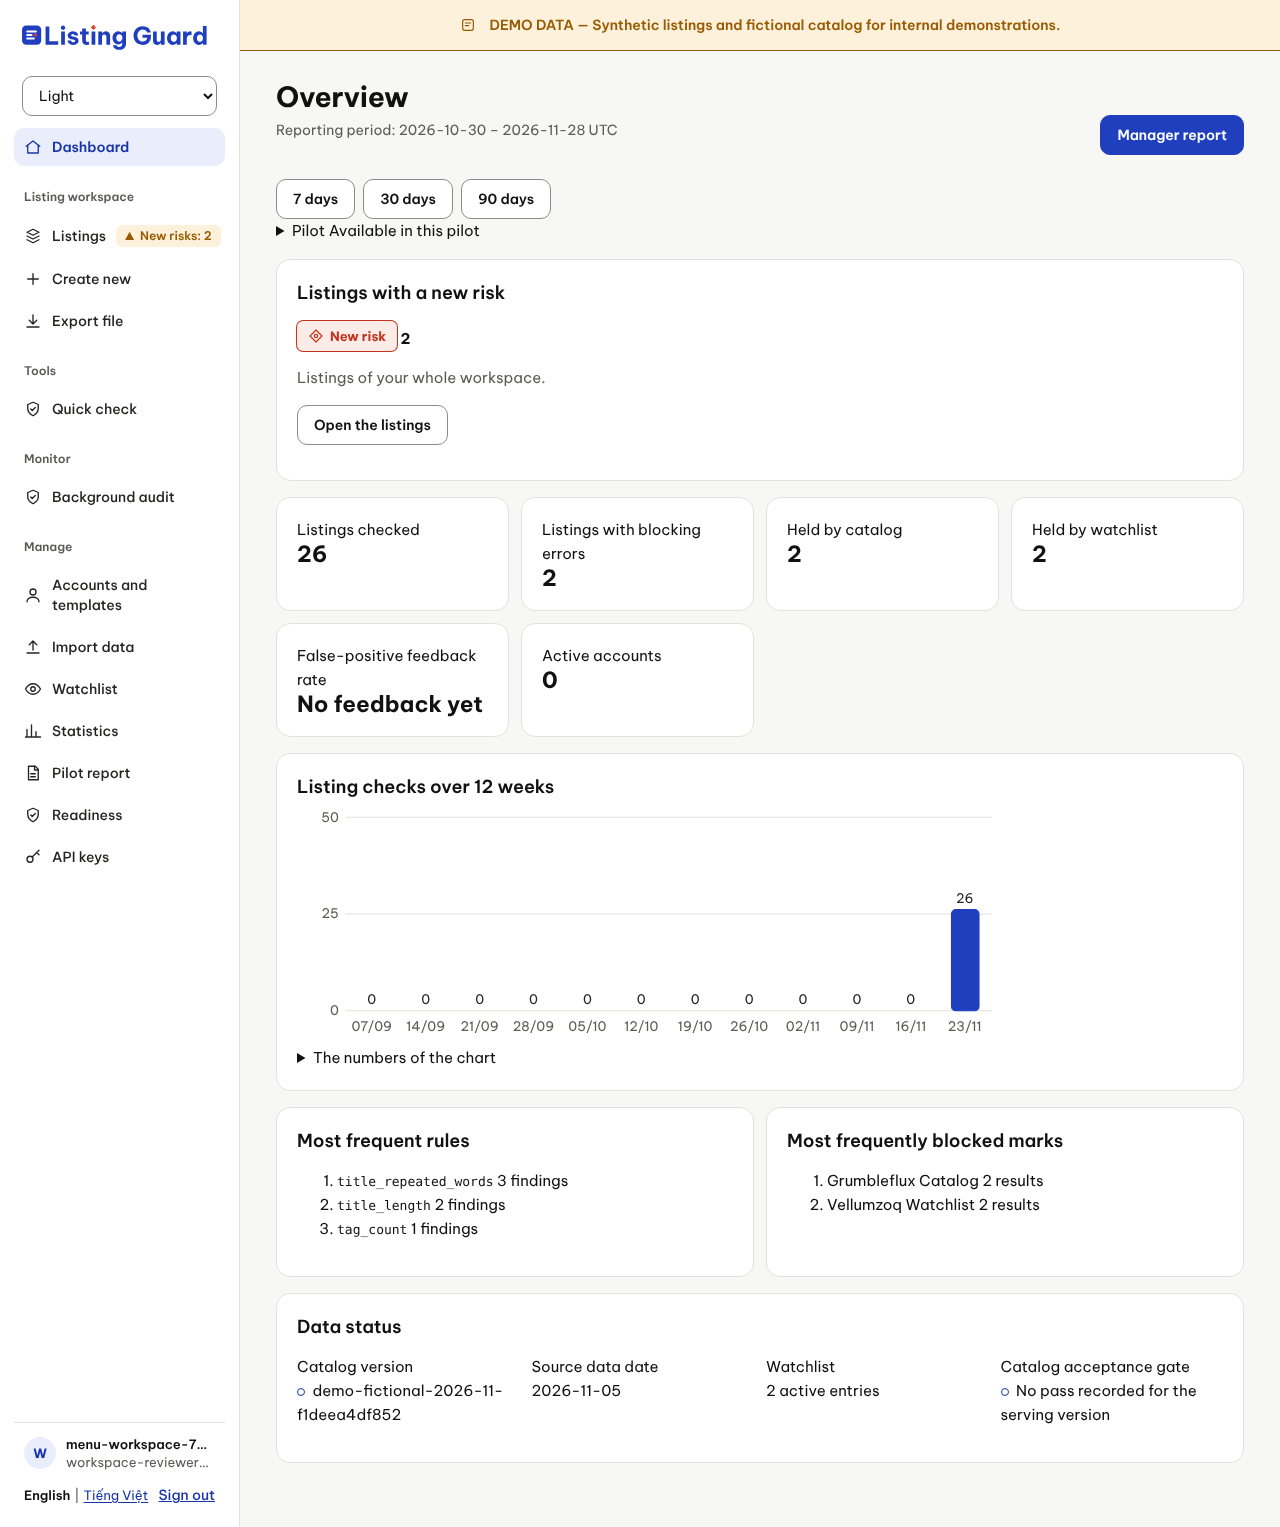 Listing Guard
Light
Dashboard
Listing workspace
Listings
New risks: 2
Create new
Export file
Tools
Quick check
Monitor
Background audit
Manage
Accounts and
templates
Import data
Watchlist
Statistics
Pilot report
Readiness
API keys
W
menu-workspace-7...
workspace-reviewer...
English | Tiếng Việt Sign out
DEMO DATA — Synthetic listings and fictional catalog for internal demonstrations.
Overview
Reporting period: 2026-10-30 – 2026-11-28 UTC
Manager report
7 days 30 days 90 days
Pilot Available in this pilot
Listings with a new risk
New risk 2
Listings of your whole workspace.
Open the listings
Listings checked
26
Listings with blocking
errors
2
Held by catalog
2
Held by watchlist
2
False-positive feedback
rate
No feedback yet
Active accounts
0
Listing checks over 12 weeks
50
25
26
0
0 0 0 0 0 0 0 0 0 0 0
07/09 14/09 21/09 28/09 05/10 12/10 19/10 26/10 02/11 09/11 16/11 23/11
The numbers of the chart
Most frequent rules
1. title_repeated_words 3 findings
2. title_length 2 findings
3. tag_count 1 findings
Most frequently blocked marks
1. Grumbleflux Catalog 2 results
2. Vellumzoq Watchlist 2 results
Data status
Catalog version
demo-fictional-2026-11-
f1deea4df852
Source data date
2026-11-05
Watchlist
2 active entries
Catalog acceptance gate
No pass recorded for the
serving version